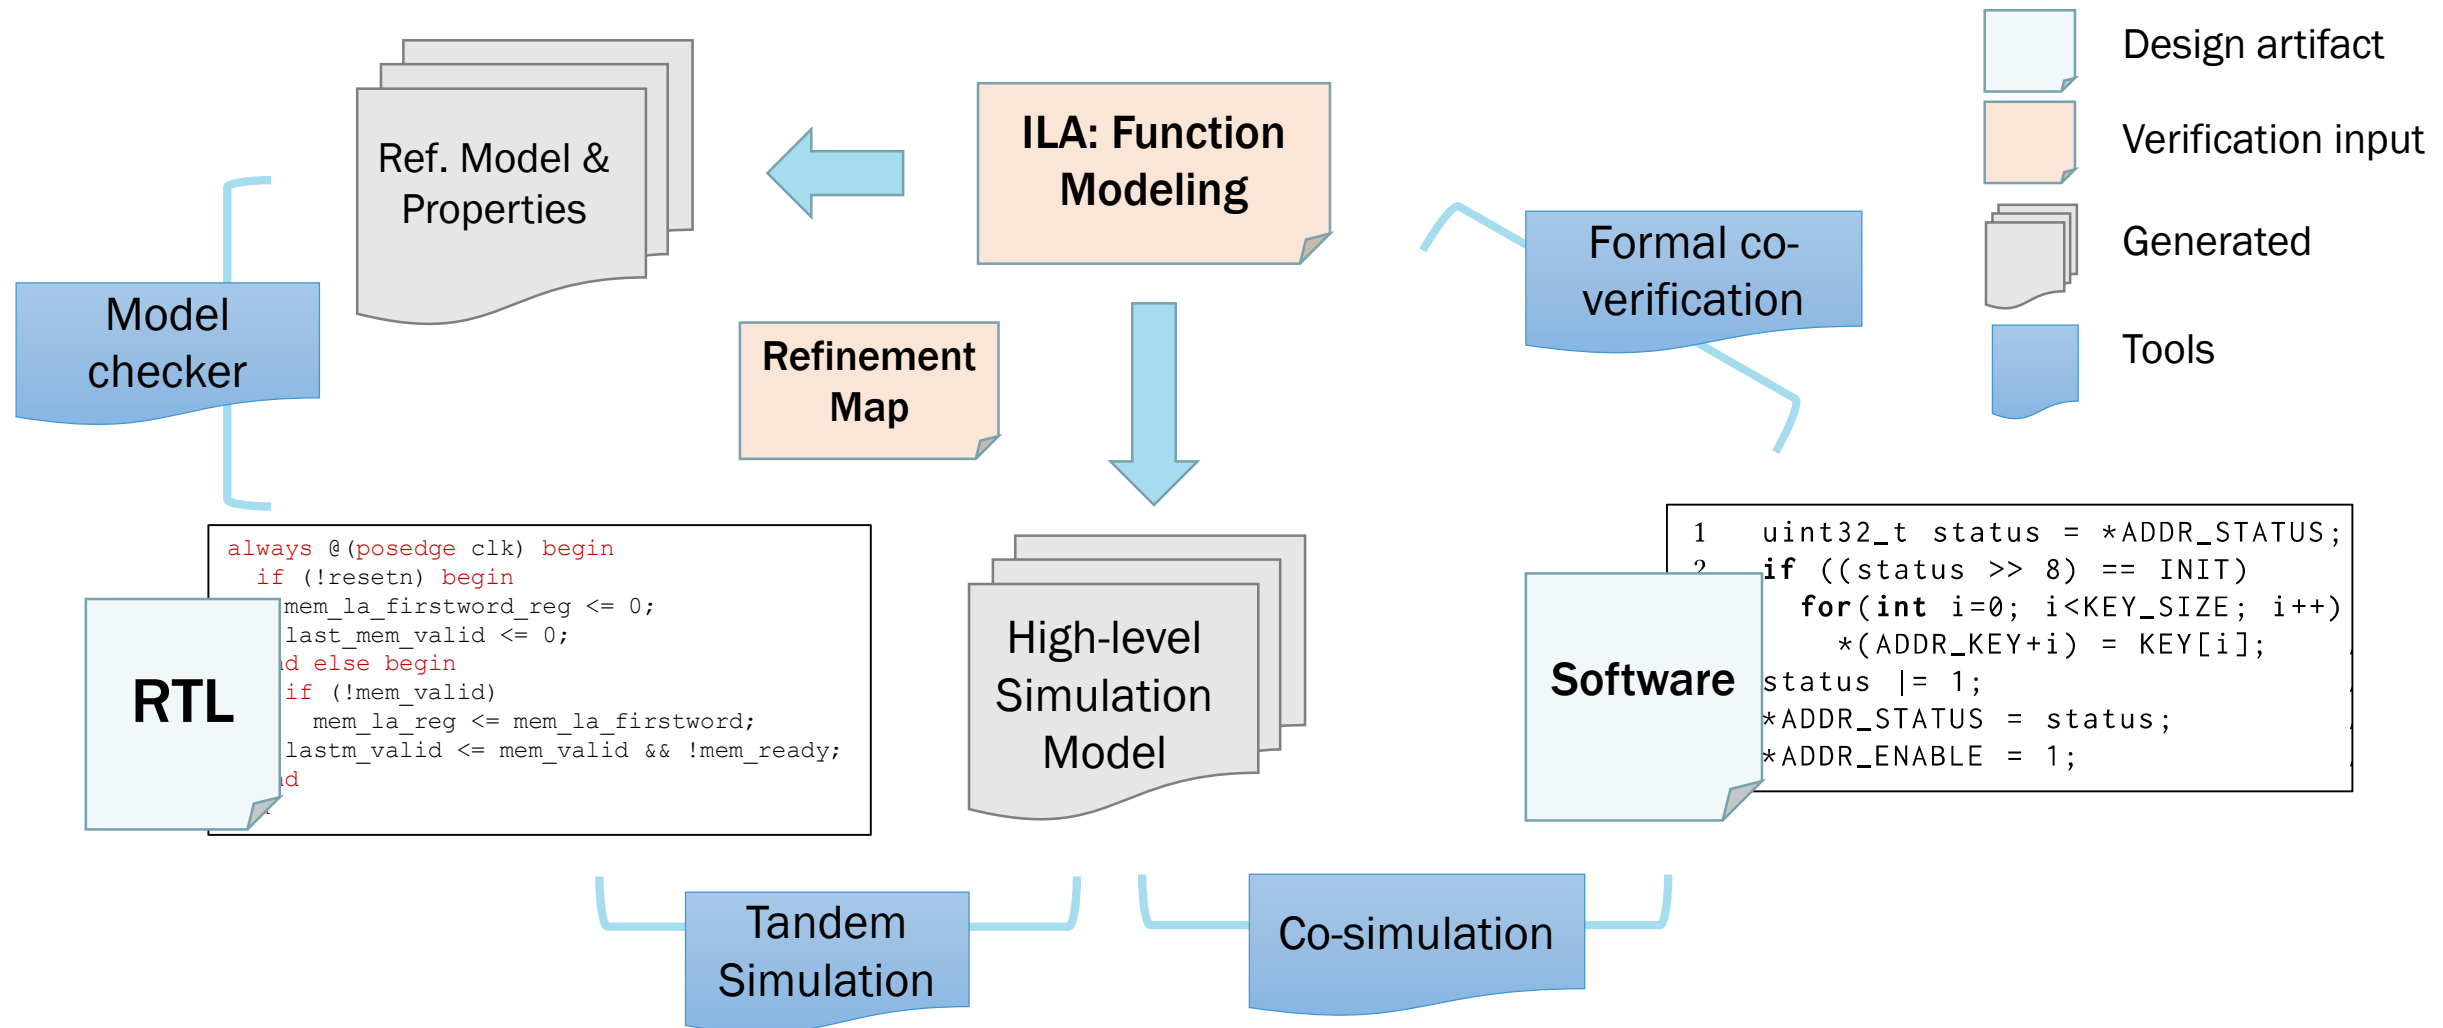 Ref. Model &
Properties
ILA: Function
Modeling
Design artifact
Verification input
Generated
Tools
Formal co-
verification
Model
checker
Refinement
Map
always @(posedge clk) begin
if (!resetn) begin
mem_la_firstword_reg <= 0;
last_mem_valid <= 0;
else begin
if (!mem_valid)
mem_la_reg <= mem_la_firstword;
lastm_valid <= mem_valid && !mem_ready;
RTL
High-level
Simulation
Model
1 uint32_t status = *ADDR_STATUS;
2 if ((status >> 8) == INIT)
for(int i=0; i<KEY_SIZE; i++)
*(ADDR_KEY+i) = KEY[i];
status |= 1;
*ADDR_STATUS = status;
*ADDR_ENABLE = 1;
Software
Tandem
Simulation
Co-simulation